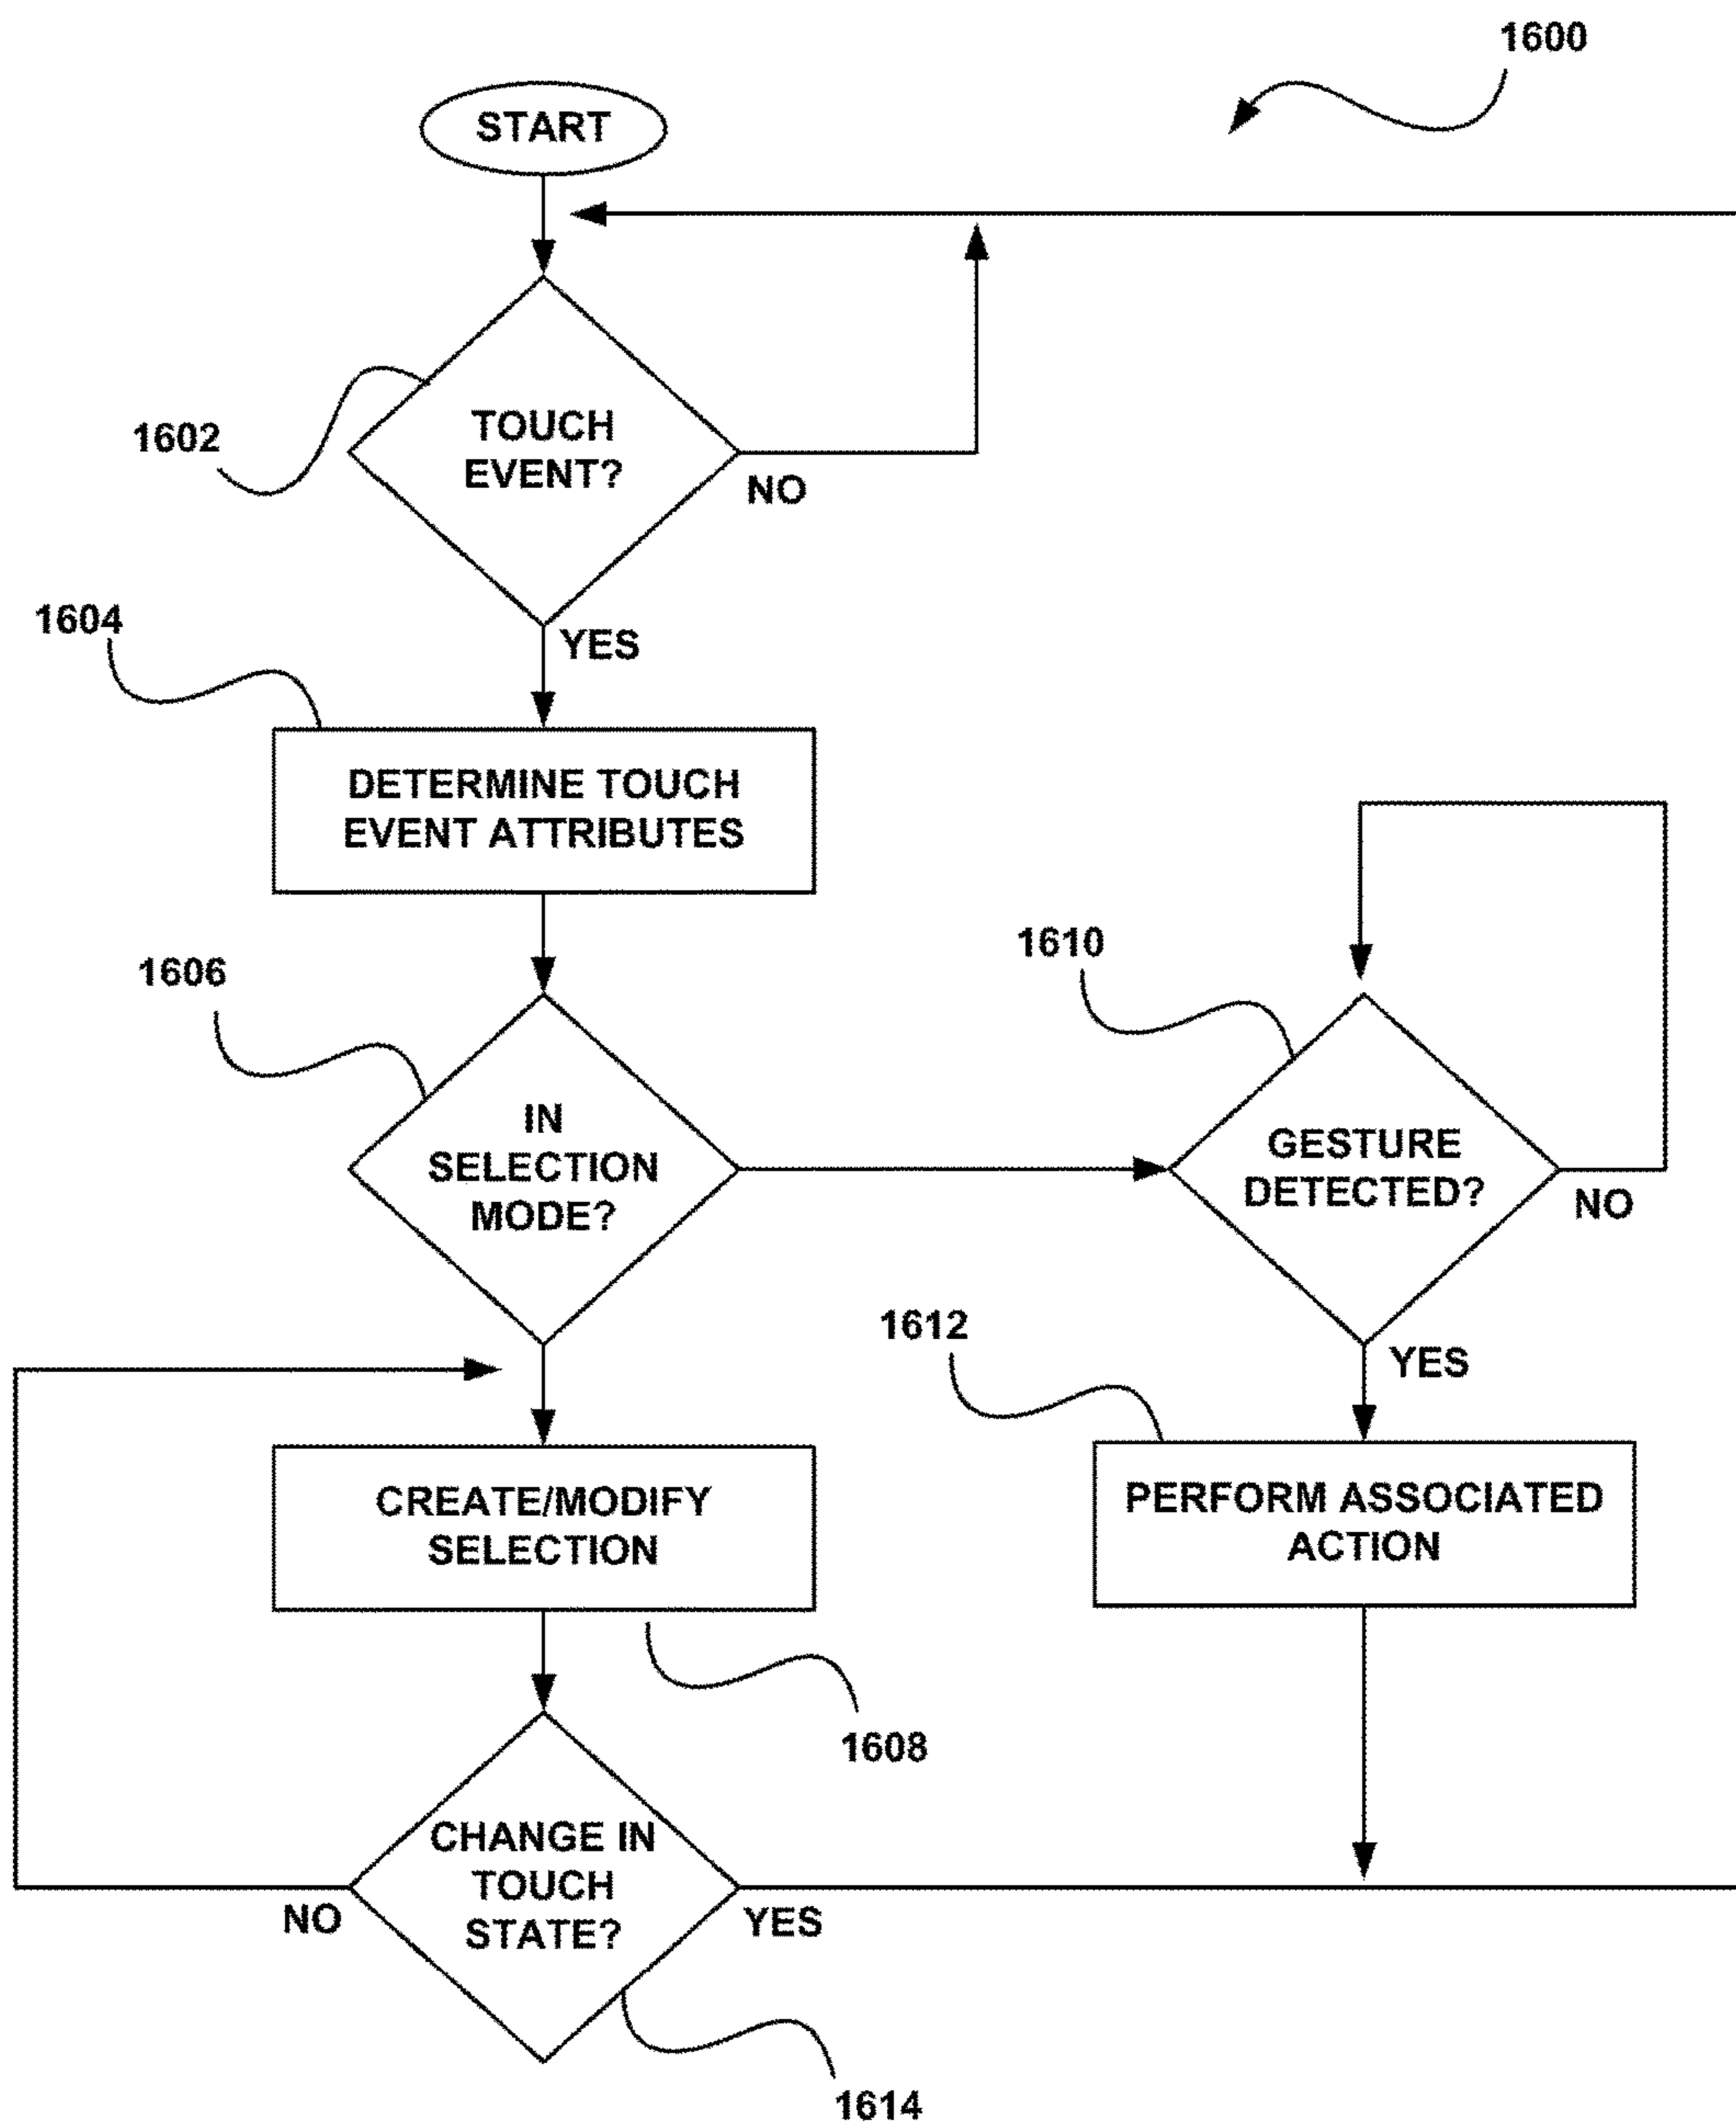 1600
START
1602
TOUCH
EVENT?
NO
1604
YES
DETERMINE TOUCH
EVENT ATTRIBUTES
1606
1610
IN
SELECTION
MODE?
GESTURE
DETECTED?
NO
1612
YES
CREATE/MODIFY
SELECTION
PERFORM ASSOCIATED
ACTION
1608
CHANGE IN
TOUCH
STATE?
NO
YES
1614